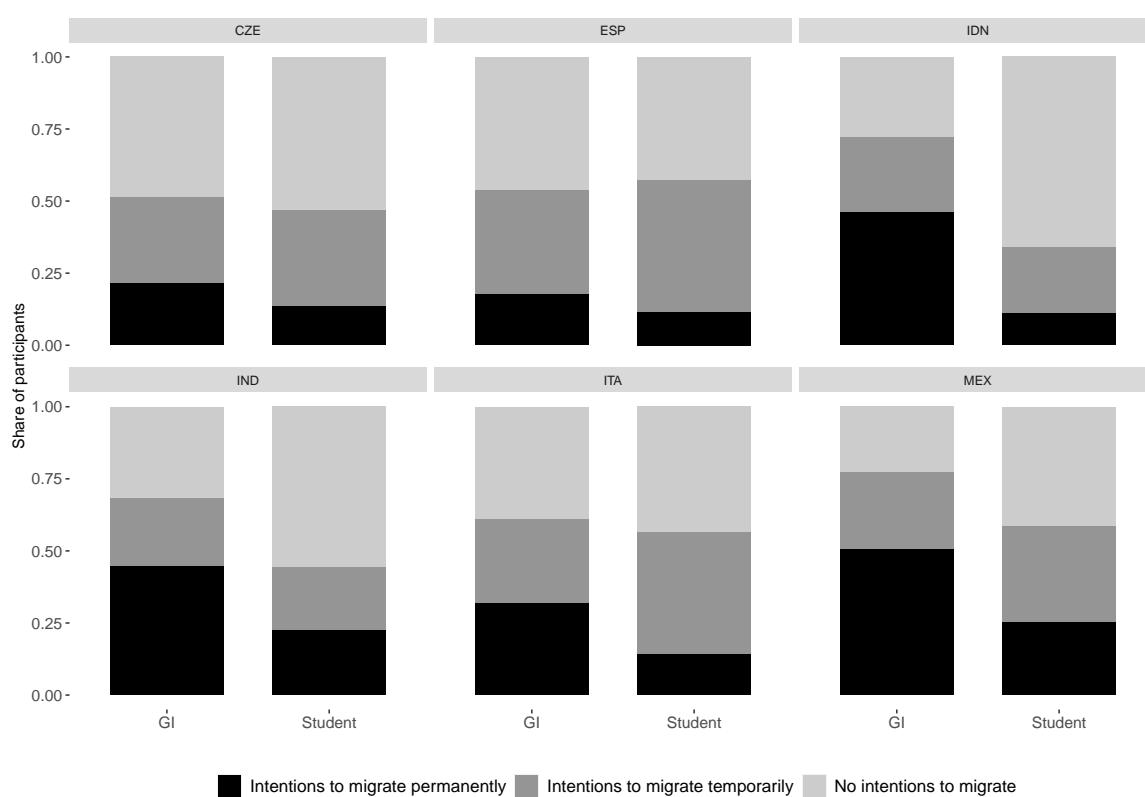 CZE ESP IDN
1.00
0.75
0.50
0.25
0.00
Share of participants
IND ITA MEX
1.00
0.75
0.50
0.25
0.00
GI Student GI Student GI Student
Intentions to migrate permanently Intentions to migrate temporarily No intentions to migrate